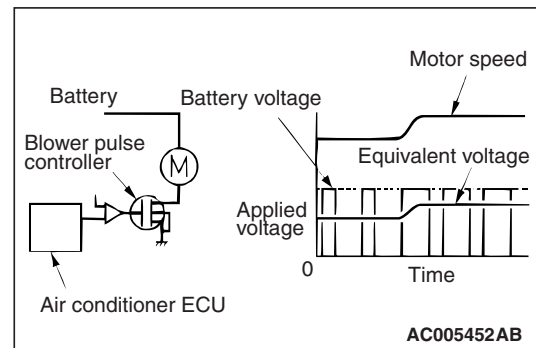 Battery
Blower pulse
controller
M
Air conditioner ECU
Motor speed
Battery voltage
Equivalent voltage
Applied
voltage
0
Time
AC005452AB